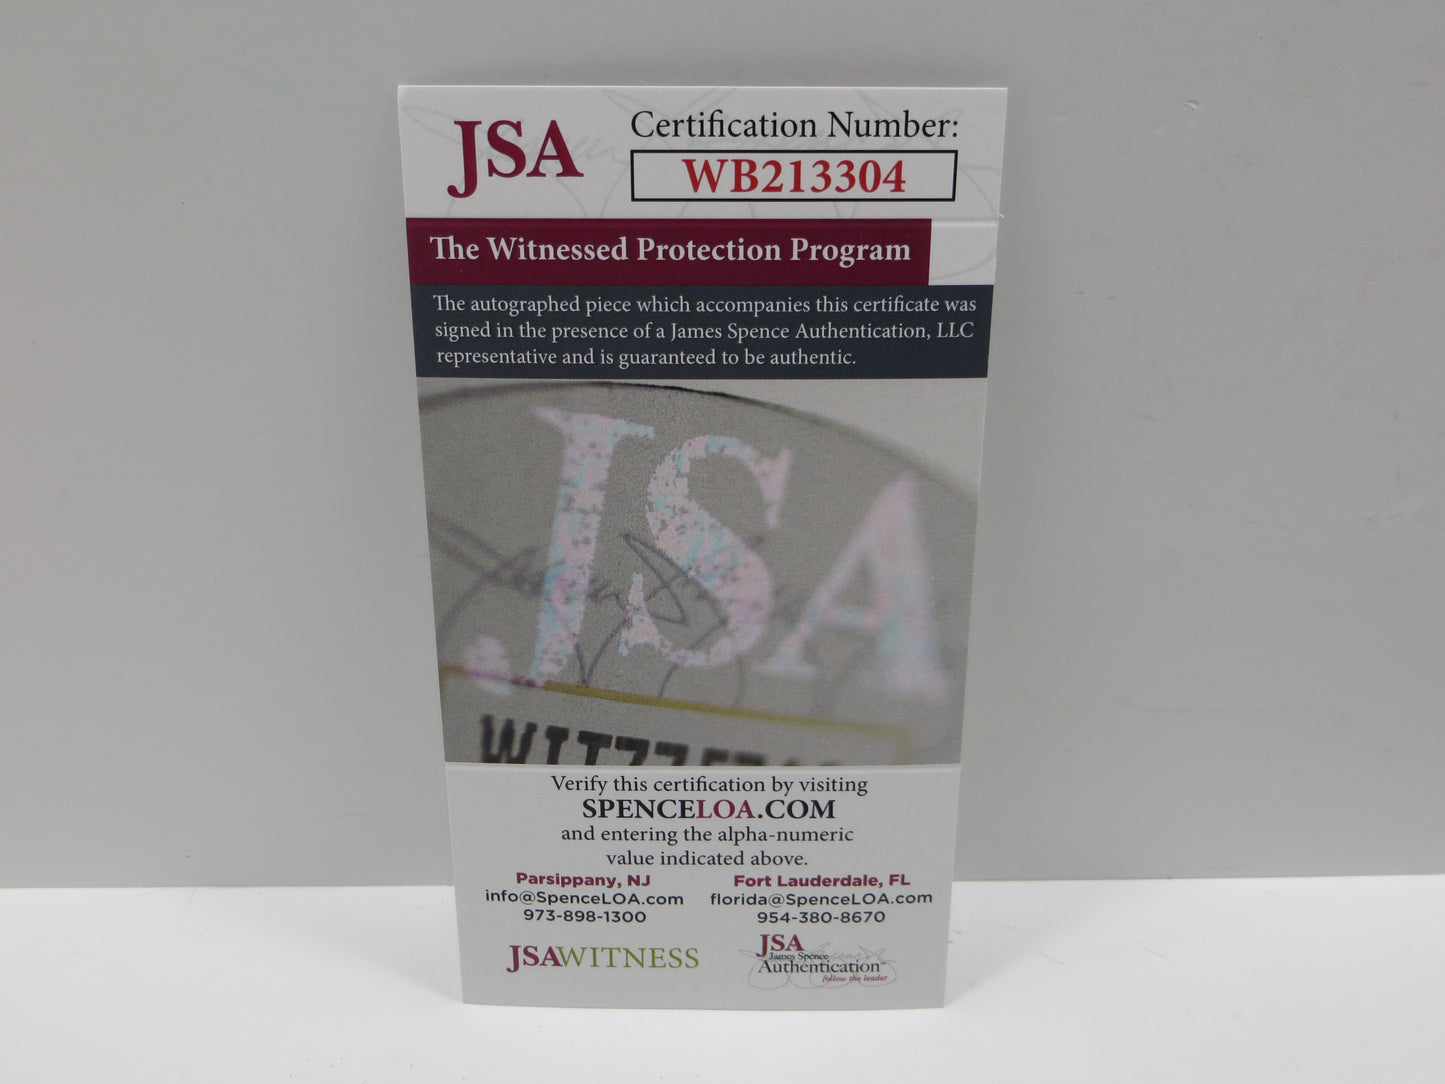 JSA
Certification Number:
WB213304
The Witnessed Protection Program
The autographed piece which accompanies this certificate was
signed in the presence of a James Spence Authentication, LLC
representative and is guaranteed to be authentic.
JSA
Verify this certification by visiting
SPENCELOA.COM
and entering the alpha-numeric
value indicated above.
Parsippany, NJ
info@SpenceLOA.com
973-898-1300
Fort Lauderdale, FL
florida@SpenceLOA.com
954-380-8670
JSAWITNESS
JSA
James Spence
Authentication™
follow the leader